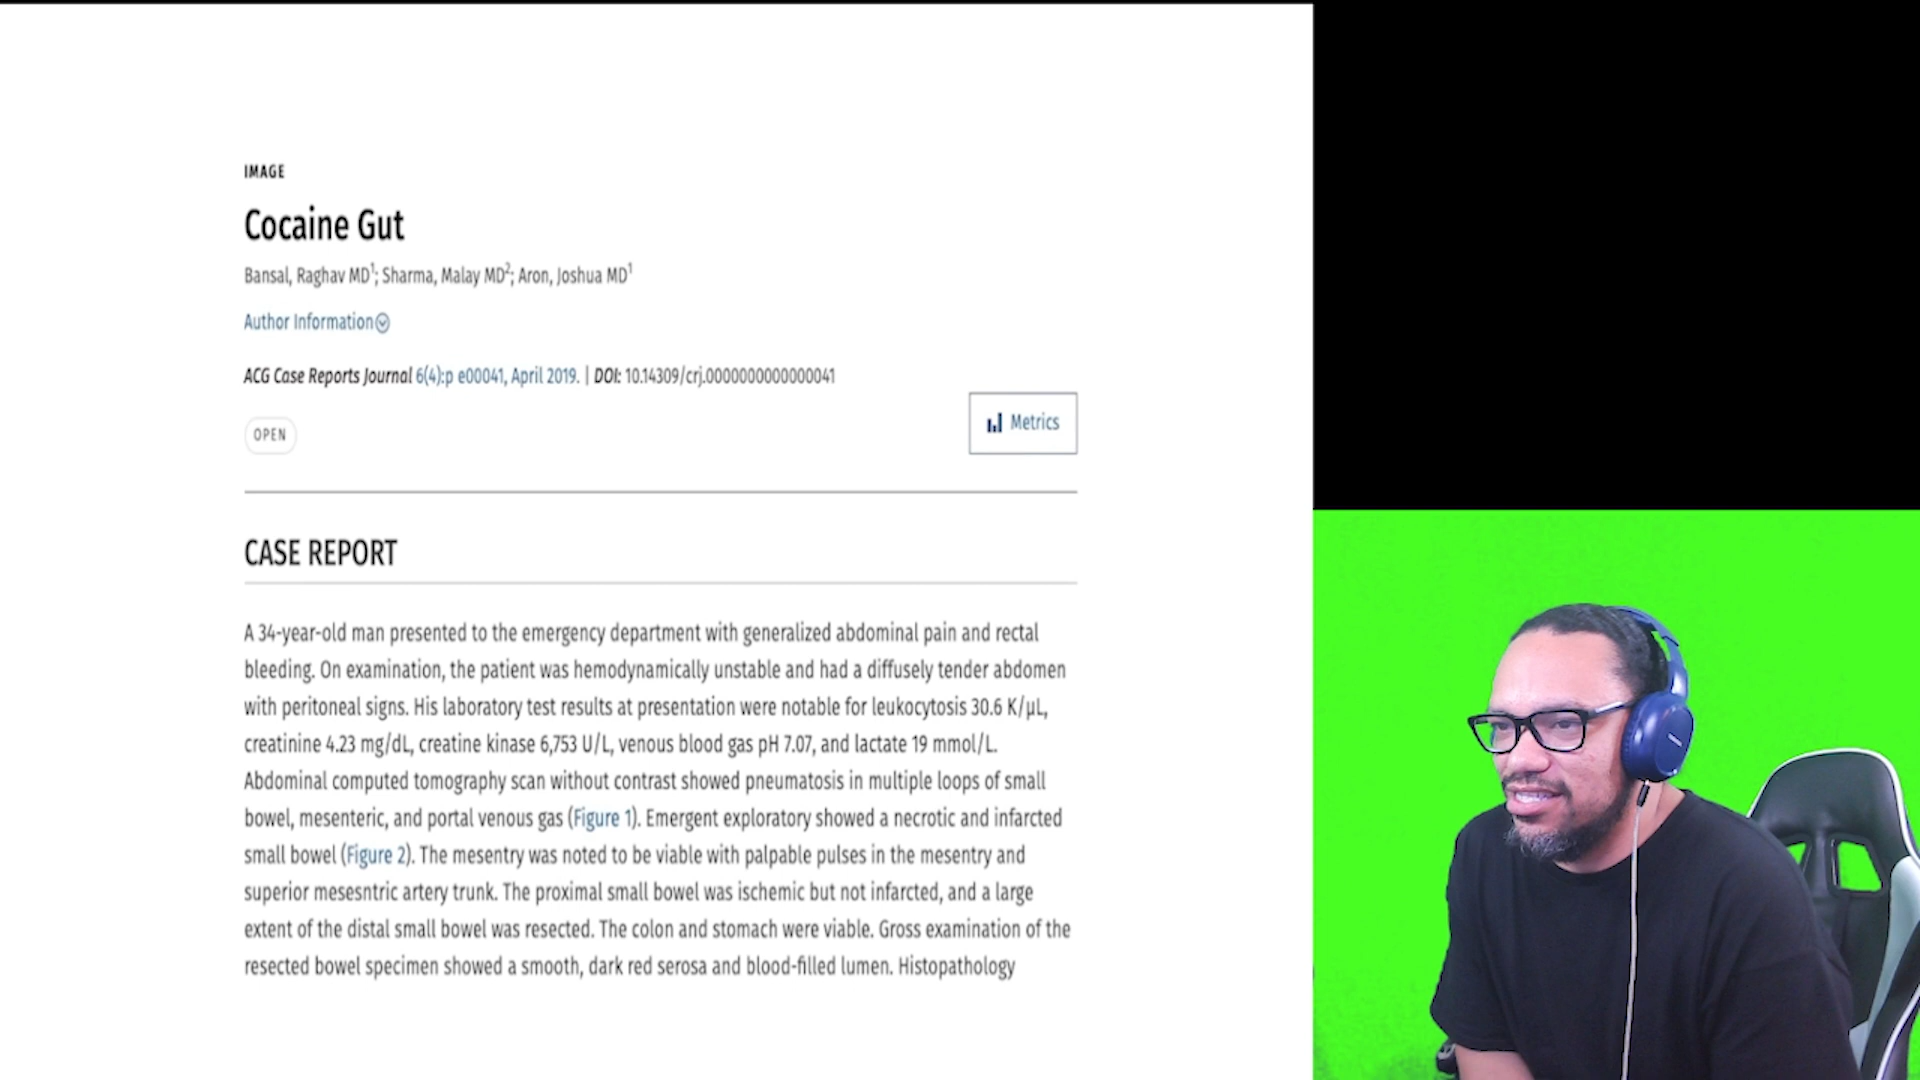 IMAGE
Cocaine Gut
Bansal, Raghav MD1; Sharma, Malay MD2; Aron, Joshua MD1
Author Information
ACG Case Reports Journal 6(4):p e00041, April 2019. | DOI: 10.14309/crj.0000000000000041
Metrics
OPEN
CASE REPORT
A 34-year-old man presented to the emergency department with generalized abdominal pain and rectal
bleeding. On examination, the patient was hemodynamically unstable and had a diffusely tender abdomen
with peritoneal signs. His laboratory test results at presentation were notable for leukocytosis 30.6 K/μL,
creatinine 4.23 mg/dL, creatine kinase 6,753 U/L, venous blood gas pH 7.07, and lactate 19 mmol/L.
Abdominal computed tomography scan without contrast showed pneumatosis in multiple loops of small
bowel, mesenteric, and portal venous gas (Figure 1). Emergent exploratory showed a necrotic and infarcted
small bowel (Figure 2). The mesentry was noted to be viable with palpable pulses in the mesentry and
superior mesesntric artery trunk. The proximal small bowel was ischemic but not infarcted, and a large
extent of the distal small bowel was resected. The colon and stomach were viable. Gross examination of the
resected bowel specimen showed a smooth, dark red serosa and blood-filled lumen. Histopathology